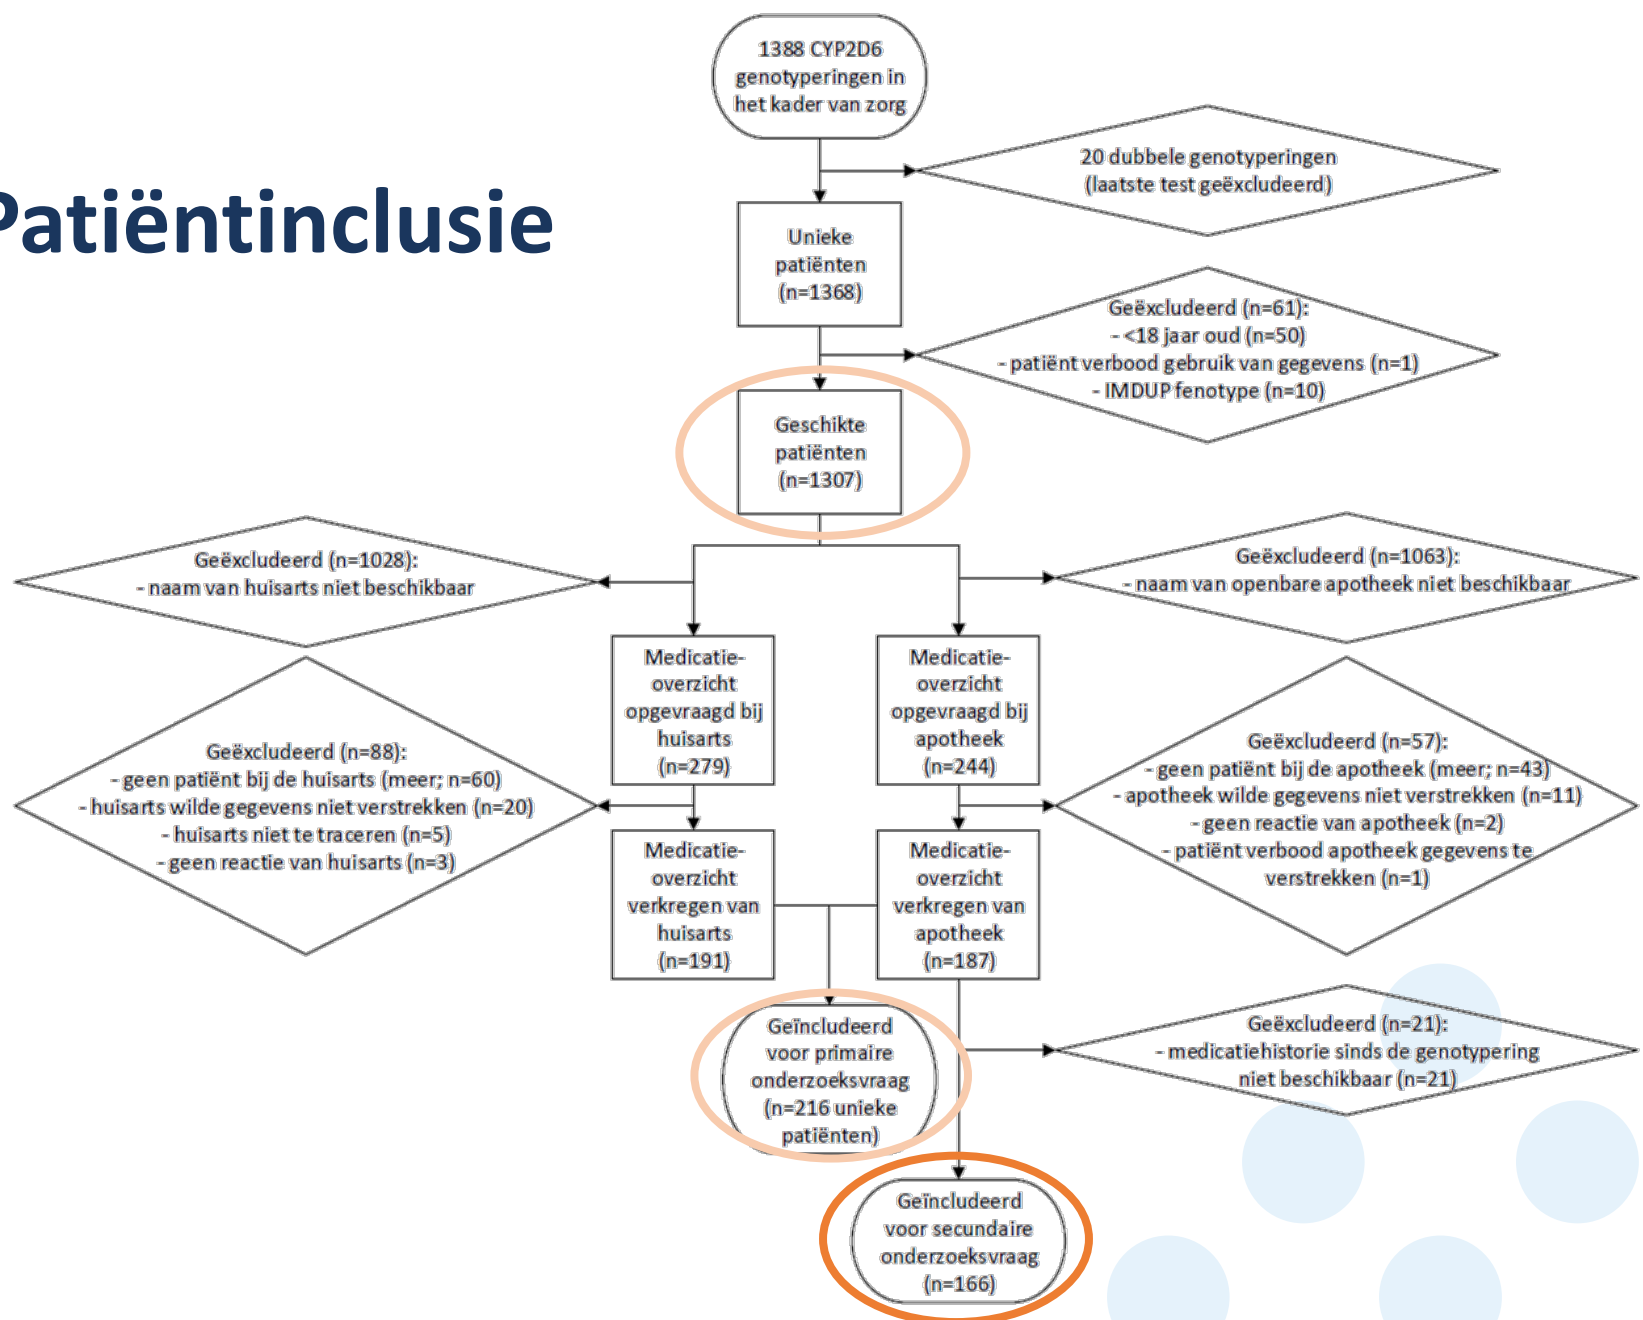 Patiëntinclusie
1388 CYP2D6
genotyperingen in
het kader van zorg
20 dubbele genotyperingen
(laatste test geëxcludeerd)
Unieke
patiënten
(n=1368)
Geëxcludeerd (n=61):
- <18 jaar oud (n=50)
- patiënt verbood gebruik van gegevens (n=1)
- IMDUP fenotype (n=10)
Geschikte
patiënten
(n=1307)
Geëxcludeerd (n=1028):
- naam van huisarts niet beschikbaar
Geëxcludeerd (n=1063):
- naam van openbare apotheek niet beschikbaar
Medicatie-
overzicht
opgevraagd bij
huisarts
(n=279)
Medicatie-
overzicht
opgevraagd bij
apotheek
(n=244)
Geëxcludeerd (n=88):
- geen patiënt bij de huisarts (meer; n=60)
- huisarts wilde gegevens niet verstrekken (n=20)
- huisarts niet te traceren (n=5)
- geen reactie van huisarts (n=3)
Geëxcludeerd (n=57):
- geen patiënt bij de apotheek (meer; n=43)
- apotheek wilde gegevens niet verstrekken (n=11)
- geen reactie van apotheek (n=2)
- patiënt verbood apotheek gegevens te
verstrekken (n=1)
Medicatie-
overzicht
verkregen van
huisarts
(n=191)
Medicatie-
overzicht
verkregen van
apotheek
(n=187)
Geïncludeerd
voor primaire
onderzoeksvraag
(n=216 unieke
patiënten)
Geëxcludeerd (n=21):
- medicatiehistorie sinds de genotypering
niet beschikbaar (n=21)
Geïncludeerd
voor secundaire
onderzoeksvraag
(n=166)